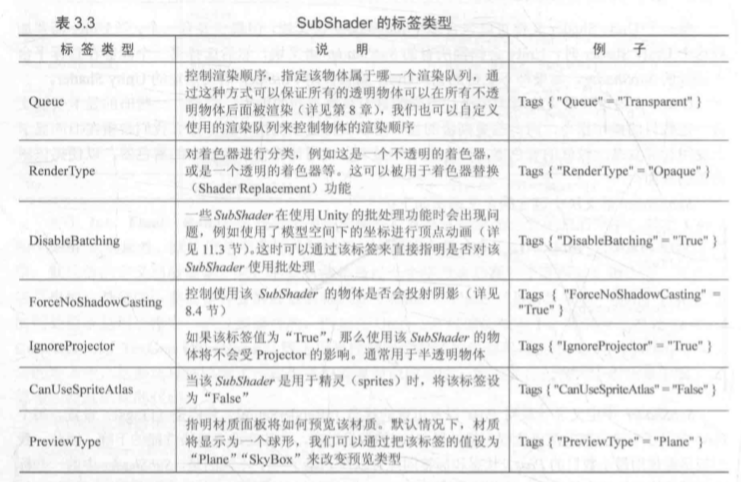 表 3.3 SubShader 的标签类型
标 签 类 型 说 明 例 子
Queue
控制渲染顺序，指定该物体属于哪一个渲染队列，通
过这种方式可以保证所有的透明物体可以在所有不透
明物体后面被渲染（详见第 8 章），我们也可以自定义
使用的渲染队列来控制物体的渲染顺序
Tags { "Queue" = "Transparent" }
RenderType
对着色器进行分类，例如这是一个不透明的着色器，
或是一个透明的着色器等。这可以被用于着色器替换
（Shader Replacement）功能
Tags { "RenderType" = "Opaque" }
DisableBatching
一些 SubShader 在使用 Unity 的批处理功能时会出现问
题，例如使用了模型空间下的坐标进行顶点动画（详
见 11.3 节）。这时可以通过该标签来直接指明是否对该
SubShader 使用批处理
Tags { "DisableBatching" = "True" }
ForceNoShadowCasting
控制使用该 SubShader 的物体是否会投射阴影（详见
8.4 节）
Tags { "ForceNoShadowCasting" =
"True" }
IgnoreProjector
如果该标签值为“True”，那么使用该 SubShader 的物
体将不会受 Projector 的影响。通常用于半透明物体
Tags { "IgnoreProjector" = "True" }
CanUseSpriteAtlas
当该 SubShader 是用于精灵（sprites）时，将该标签设
为“False”
Tags { "CanUseSpriteAtlas" = "False" }
PreviewType
指明材质面板将如何预览该材质。默认情况下，材质
将显示为一个球形，我们可以通过把该标签的值设为
“Plane”“SkyBox”来改变预览类型
Tags { "PreviewType" = "Plane" }